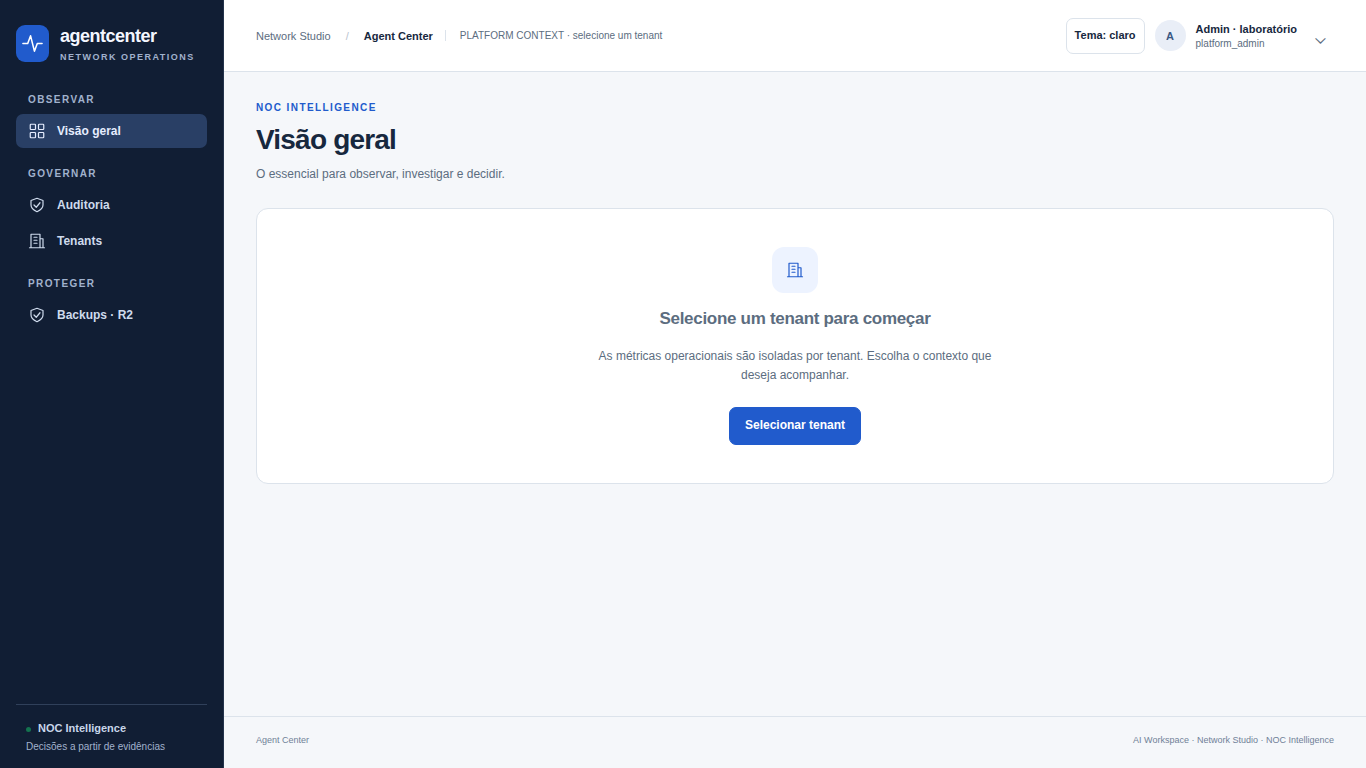 agentcenter
NETWORK OPERATIONS
OBSERVAR
Visão geral
GOVERNAR
Auditoria
Tenants
PROTEGER
Backups · R2
NOC Intelligence
Decisões a partir de evidências
Network Studio / Agent Center PLATFORM CONTEXT · selecione um tenant
Tema: claro
A
Admin · laboratório
platform_admin
NOC INTELLIGENCE
Visão geral
O essencial para observar, investigar e decidir.
Selecione um tenant para começar
As métricas operacionais são isoladas por tenant. Escolha o contexto que
deseja acompanhar.
Selecionar tenant
Agent Center
AI Workspace · Network Studio · NOC Intelligence